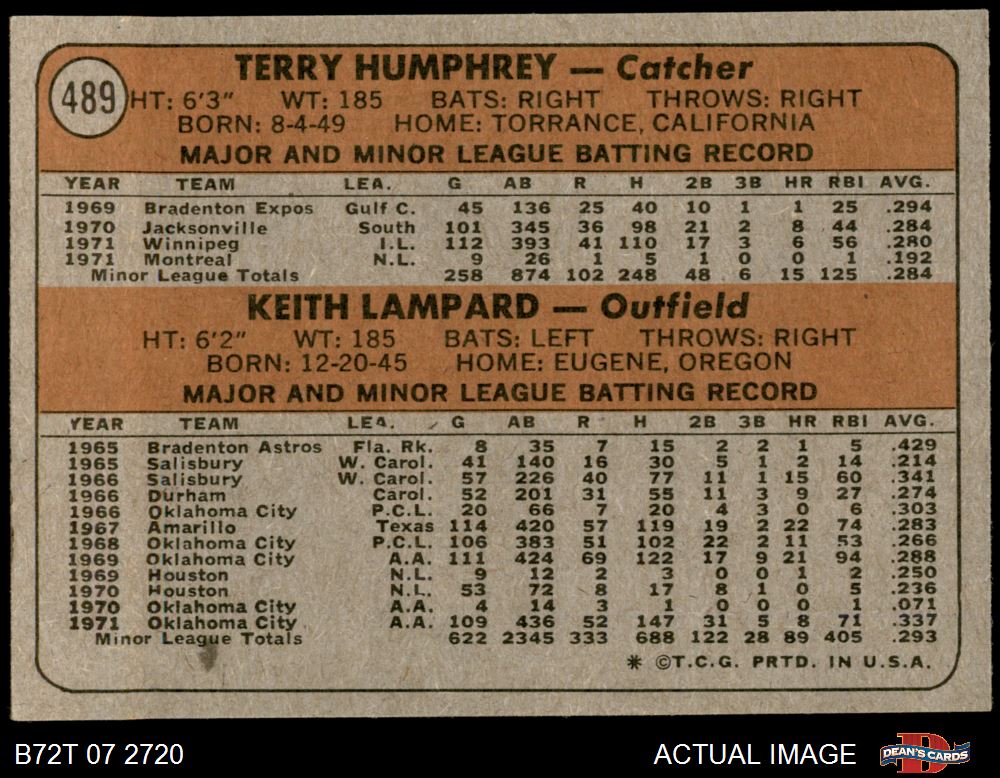 489
TERRY HUMPHREY — Catcher
HT: 6'3" WT: 185 BATS: RIGHT THROWS: RIGHT
BORN: 8-4-49 HOME: TORRANCE, CALIFORNIA
MAJOR AND MINOR LEAGUE BATTING RECORD
YEAR TEAM LEA. G AB R H 2B 3B HR RBI AVG.
1969 Bradenton Expos Gulf C. 45 136 25 40 10 1 1 25 .294
1970 Jacksonville South 101 345 36 98 21 2 8 44 .284
1971 Winnipeg I.L. 112 393 41 110 17 3 6 56 .280
1971 Montreal N.L. 9 26 1 5 1 0 0 1 .192
Minor League Totals 258 874 102 248 48 6 15 125 .284
KEITH LAMPARD — Outfield
HT: 6'2" WT: 185 BATS: LEFT THROWS: RIGHT
BORN: 12-20-45 HOME: EUGENE, OREGON
MAJOR AND MINOR LEAGUE BATTING RECORD
YEAR TEAM LEA. G AB R H 2B 3B HR RBI AVG.
1965 Bradenton Astros Fla. Rk. 8 35 7 15 2 2 1 5 .429
1965 Salisbury W. Carol. 41 140 16 30 5 1 2 14 .214
1966 Salisbury W. Carol. 57 226 40 77 11 1 15 60 .341
1966 Durham Carol. 52 201 31 55 11 3 9 27 .274
1966 Oklahoma City P.C.L. 20 66 7 20 4 3 0 6 .303
1967 Amarillo Texas 114 420 57 119 19 2 22 74 .283
1968 Oklahoma City P.C.L. 106 383 51 102 22 2 11 53 .266
1969 Oklahoma City A.A. 111 424 69 122 17 9 21 94 .288
1969 Houston N.L. 9 12 2 3 0 0 1 2 .250
1970 Houston N.L. 53 72 8 17 8 1 0 5 .236
1970 Oklahoma City A.A. 4 14 3 1 0 0 0 1 .071
1971 Oklahoma City A.A. 109 436 52 147 31 5 8 71 .337
Minor League Totals 622 2345 333 688 122 28 89 405 .293
* ©T.C.G. PRTD. IN U.S.A.
B72T 07 2720 ACTUAL IMAGE DEAN'S CARDS